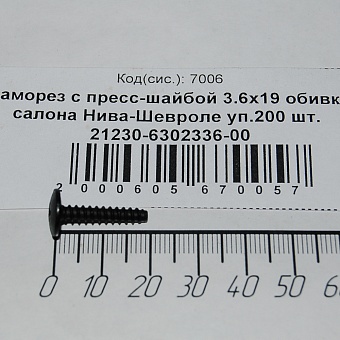 Код(сис.): 7006
аморез с пресс-шайбой 3.6х19 обивк
салона Нива-Шевроле уп.200 шт.
21230-6302336-00
2 000605 670057
0 10 20 30 40 50 6